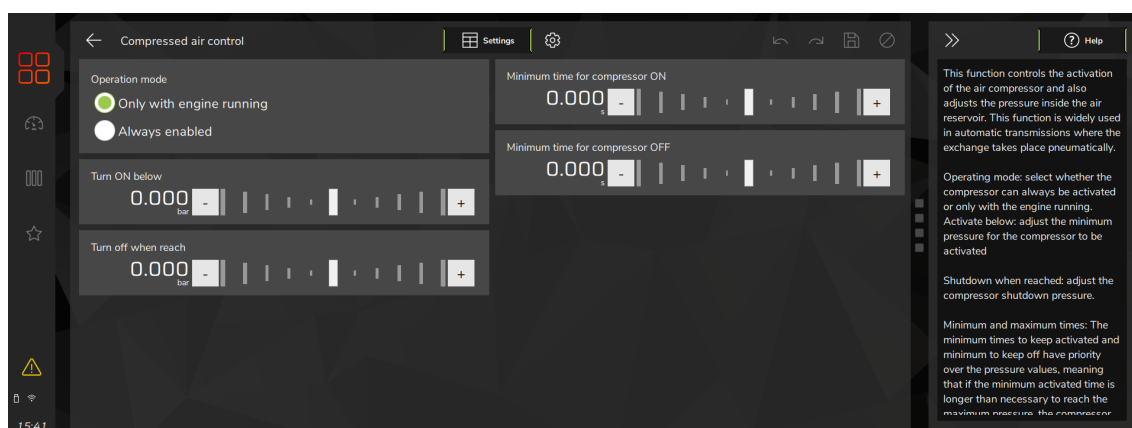 Compressed air control
Settings
Help
Operation mode
Only with engine running
Always enabled
Turn ON below
0.000
bar
-
+
Turn off when reach
0.000
bar
-
+
Minimum time for compressor ON
0.000
s
-
+
Minimum time for compressor OFF
0.000
s
-
+
This function controls the activation
of the air compressor and also
adjusts the pressure inside the air
reservoir. This function is widely used
in automatic transmissions where the
exchange takes place pneumatically.
Operating mode: select whether the
compressor can always be activated
or only with the engine running.
Activate below: adjust the minimum
pressure for the compressor to be
activated
Shutdown when reached: adjust the
compressor shutdown pressure.
Minimum and maximum times: The
minimum times to keep activated and
minimum to keep off have priority
over the pressure values, meaning
that if the minimum activated time is
longer than necessary to reach the
maximum pressure, the compressor
15:41